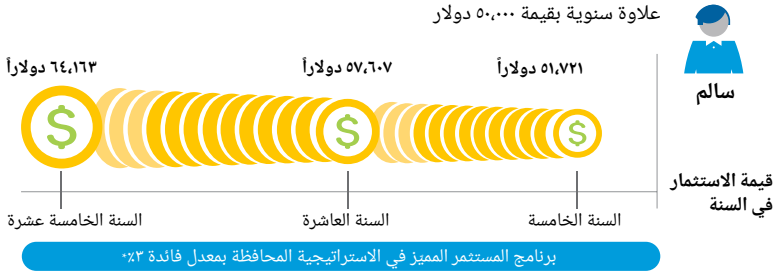 علاوة سنوية بقيمة ٥٠،٠٠٠ دولار
سالم
٥١،٧٢١ دولاراً
٥٧،٦٠٧ دولاراً
٦٤،١٦٣ دولاراً
$ $ $
قيمة الاستثمار
في السنة
السنة الخامسة
السنة العاشرة
السنة الخامسة عشرة
برنامج المستثمر المميز في الاستراتيجية المحافظة بمعدل فائدة ٣٪*